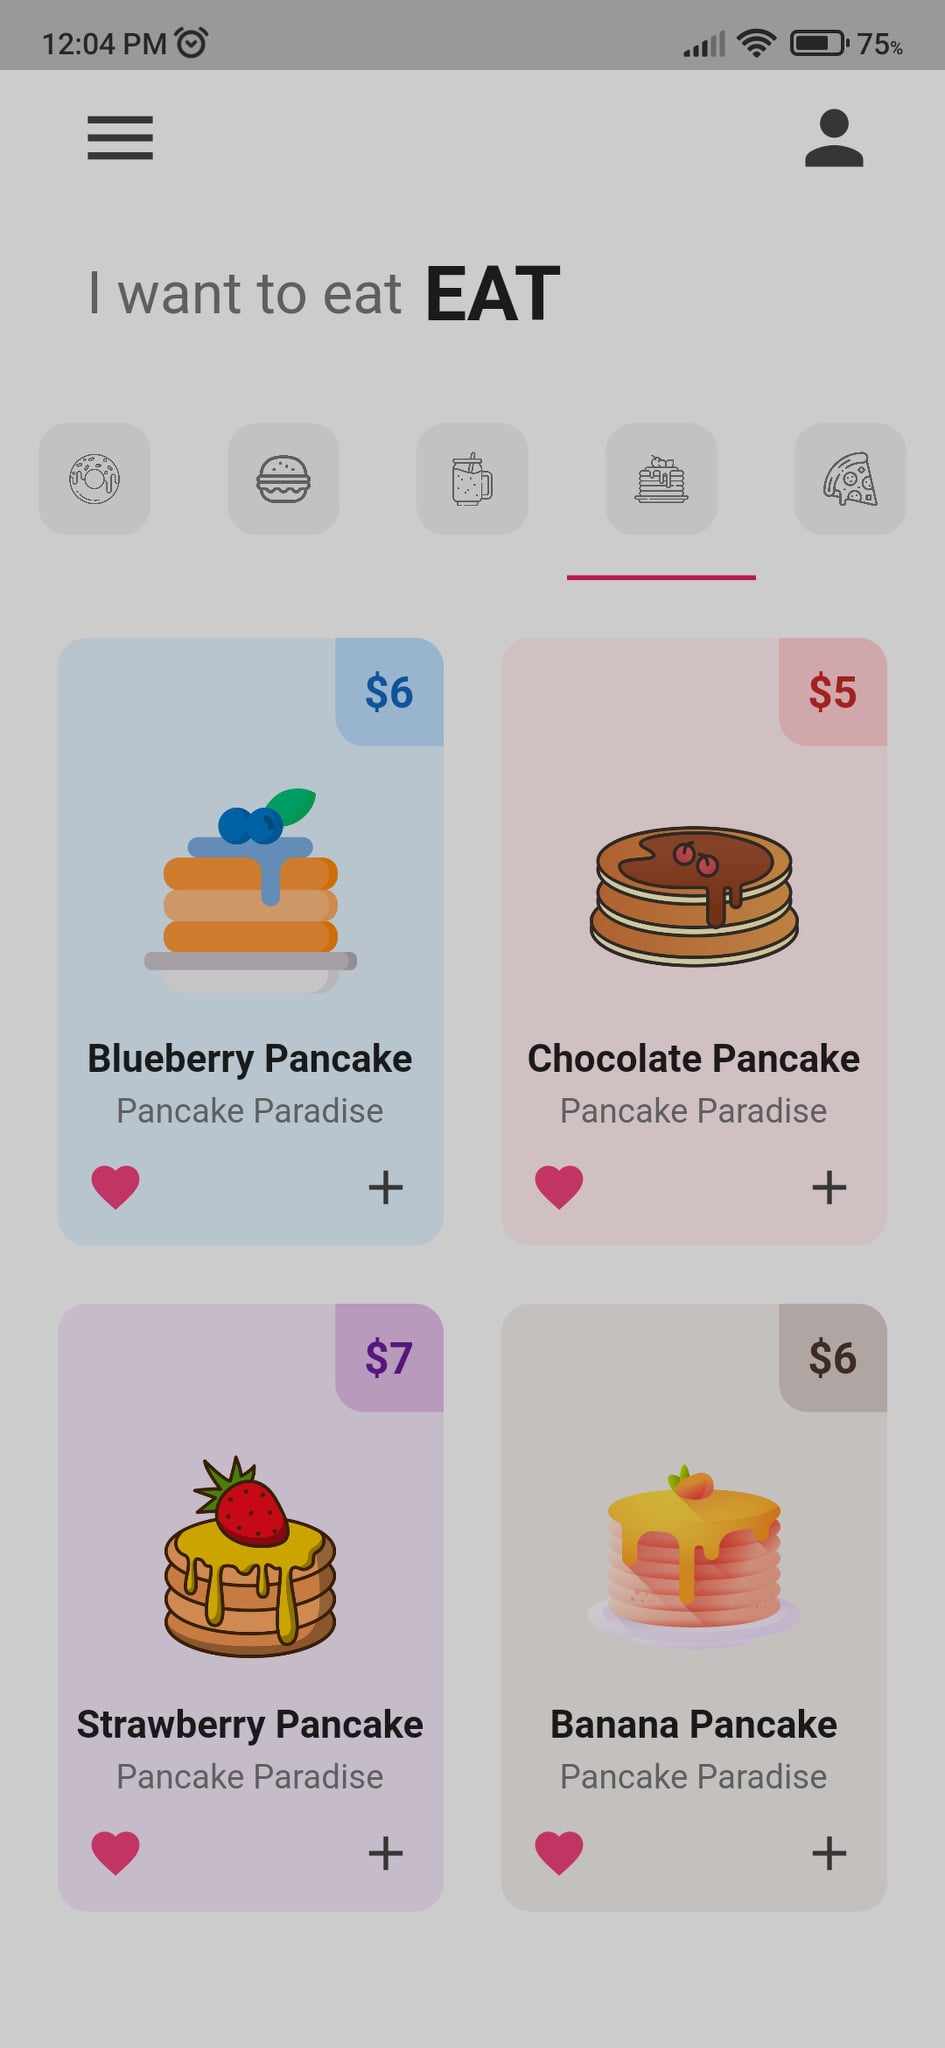 12:04 PM 75%
I want to eat EAT
$6 $5
Blueberry Pancake Chocolate Pancake
Pancake Paradise Pancake Paradise
$7 $6
Strawberry Pancake Banana Pancake
Pancake Paradise Pancake Paradise